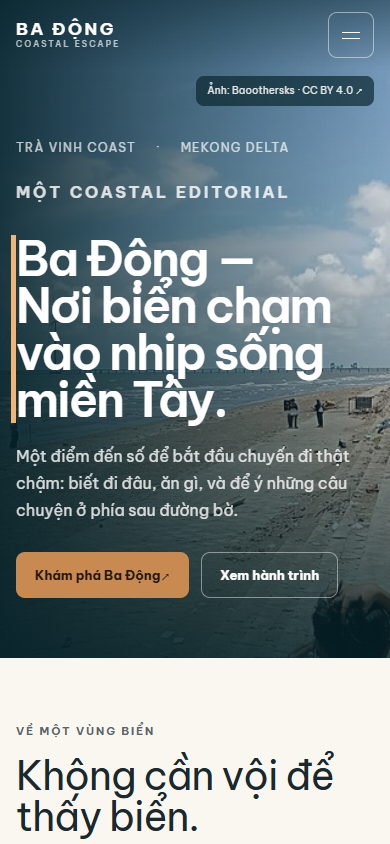 BA ĐỘNG
COASTAL ESCAPE
Ảnh: Baoothersks · CC BY 4.0 ↗
TRÀ VINH COAST · MEKONG DELTA
MỘT COASTAL EDITORIAL
Ba Động —
Nơi biển chạm
vào nhịp sống
miền Tây.
Một điểm đến số để bắt đầu chuyến đi thật
chậm: biết đi đâu, ăn gì, và để ý những câu
chuyện ở phía sau đường bờ.
Khám phá Ba Động↗
Xem hành trình
VỀ MỘT VÙNG BIỂN
Không cần vội để
thấy biển.